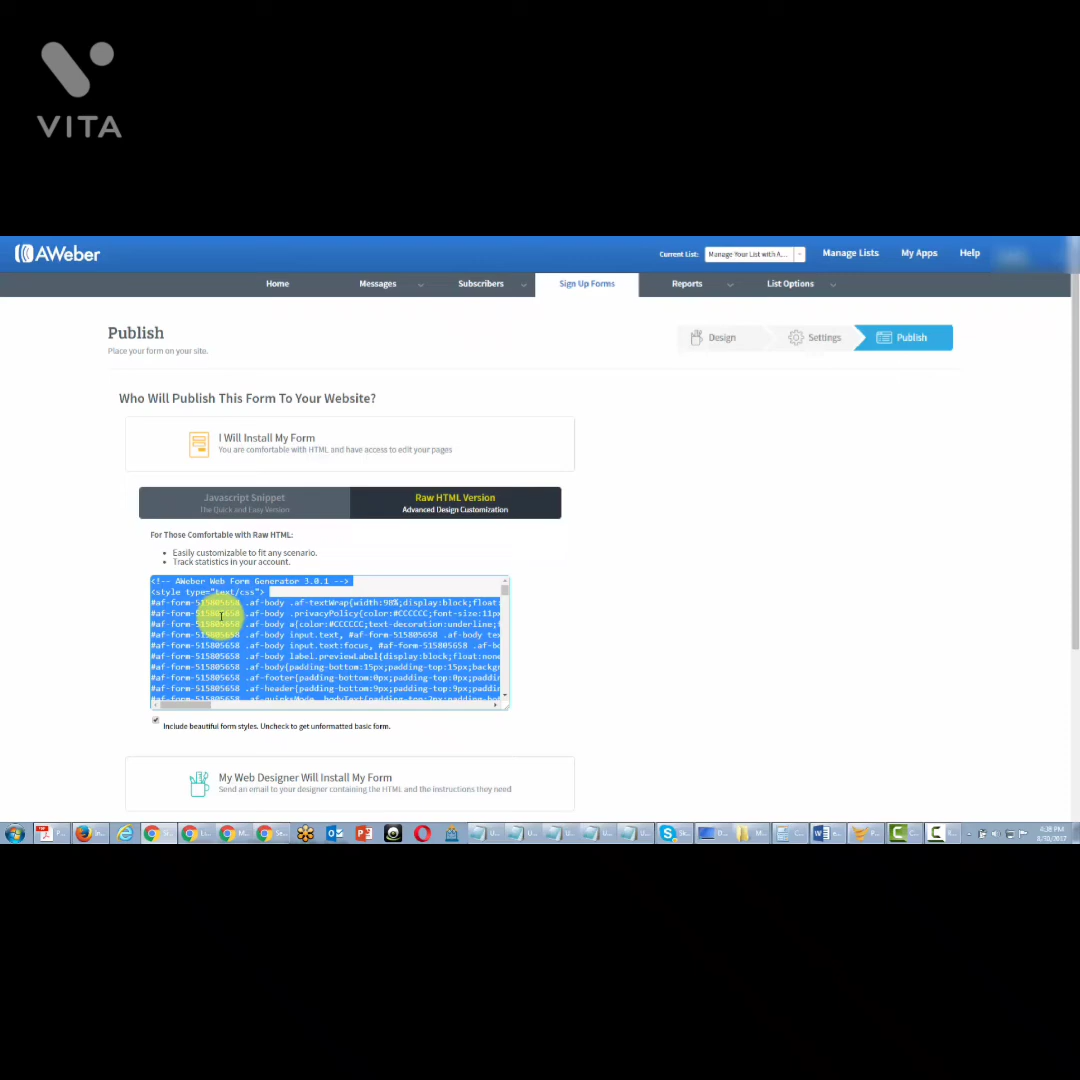 VITA
AWeber
Current List: Manage Your List with A... Manage Lists My Apps Help
Home Messages Subscribers Sign Up Forms Reports List Options
Publish
Place your form on your site.
Design Settings Publish
Who Will Publish This Form To Your Website?
I Will Install My Form
You are comfortable with HTML and have access to edit your pages
Javascript Snippet
The Quick and Easy Version
Raw HTML Version
Advanced Design Customization
For Those Comfortable with Raw HTML:
Easily customizable to fit any scenario.
Track statistics in your account.
<!-- AWeber Web Form Generator 3.0.1 -->
<style type="text/css">
#af-form-515805658 .af-body .af-textWrap{width:98%;display:block;float:
#af-form-515805658 .af-body .privacyPolicy{color:#CCCCCC;font-size:11px
#af-form-515805658 .af-body a{color:#CCCCCC;text-decoration:underline;f
#af-form-515805658 .af-body input.text, #af-form-515805658 .af-body tex
#af-form-515805658 .af-body input.text:focus, #af-form-515805658 .af-bo
#af-form-515805658 .af-body label.previewLabel{display:block;float:none
#af-form-515805658 .af-body{padding-bottom:15px;padding-top:15px;backgr
#af-form-515805658 .af-footer{padding-bottom:0px;padding-top:0px;paddin
#af-form-515805658 .af-header{padding-bottom:9px;padding-top:9px;paddin
Include beautiful form styles. Uncheck to get unformatted basic form.
My Web Designer Will Install My Form
Send an email to your designer containing the HTML and the instructions they need
4:38 PM